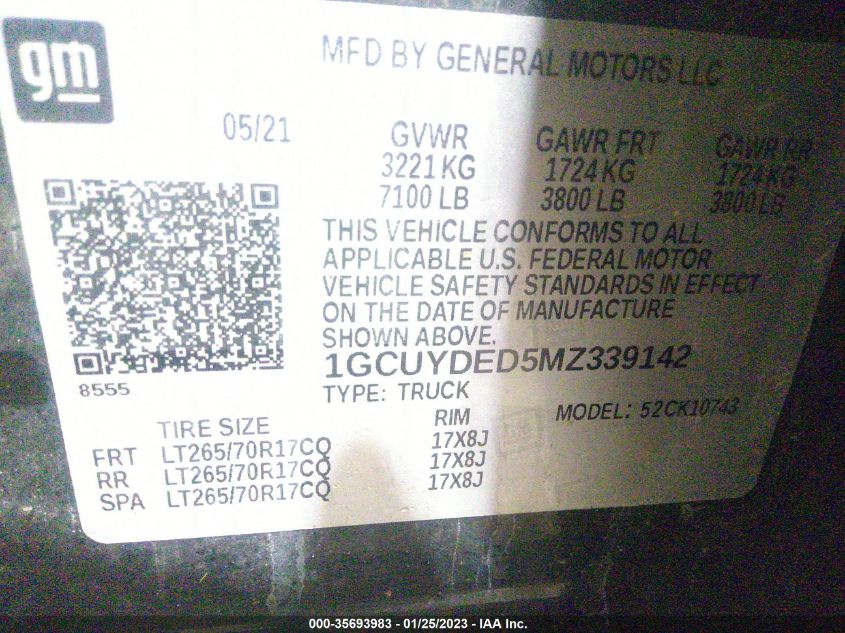 gm
MFD BY GENERAL MOTORS LLC
05/21
GVWR GAWR FRT GAWR RR
3221 KG 1724 KG 1724 KG
7100 LB 3800 LB 3800 LB
THIS VEHICLE CONFORMS TO ALL
APPLICABLE U.S. FEDERAL MOTOR
VEHICLE SAFETY STANDARDS IN EFFECT
ON THE DATE OF MANUFACTURE
SHOWN ABOVE.
1GCUYDED5MZ339142
8555
TYPE: TRUCK
MODEL: 52CK10743
TIRE SIZE RIM
FRT LT265/70R17CQ 17X8J
RR LT265/70R17CQ 17X8J
SPA LT265/70R17CQ 17X8J
000-35693983 - 01/25/2023 - IAA Inc.